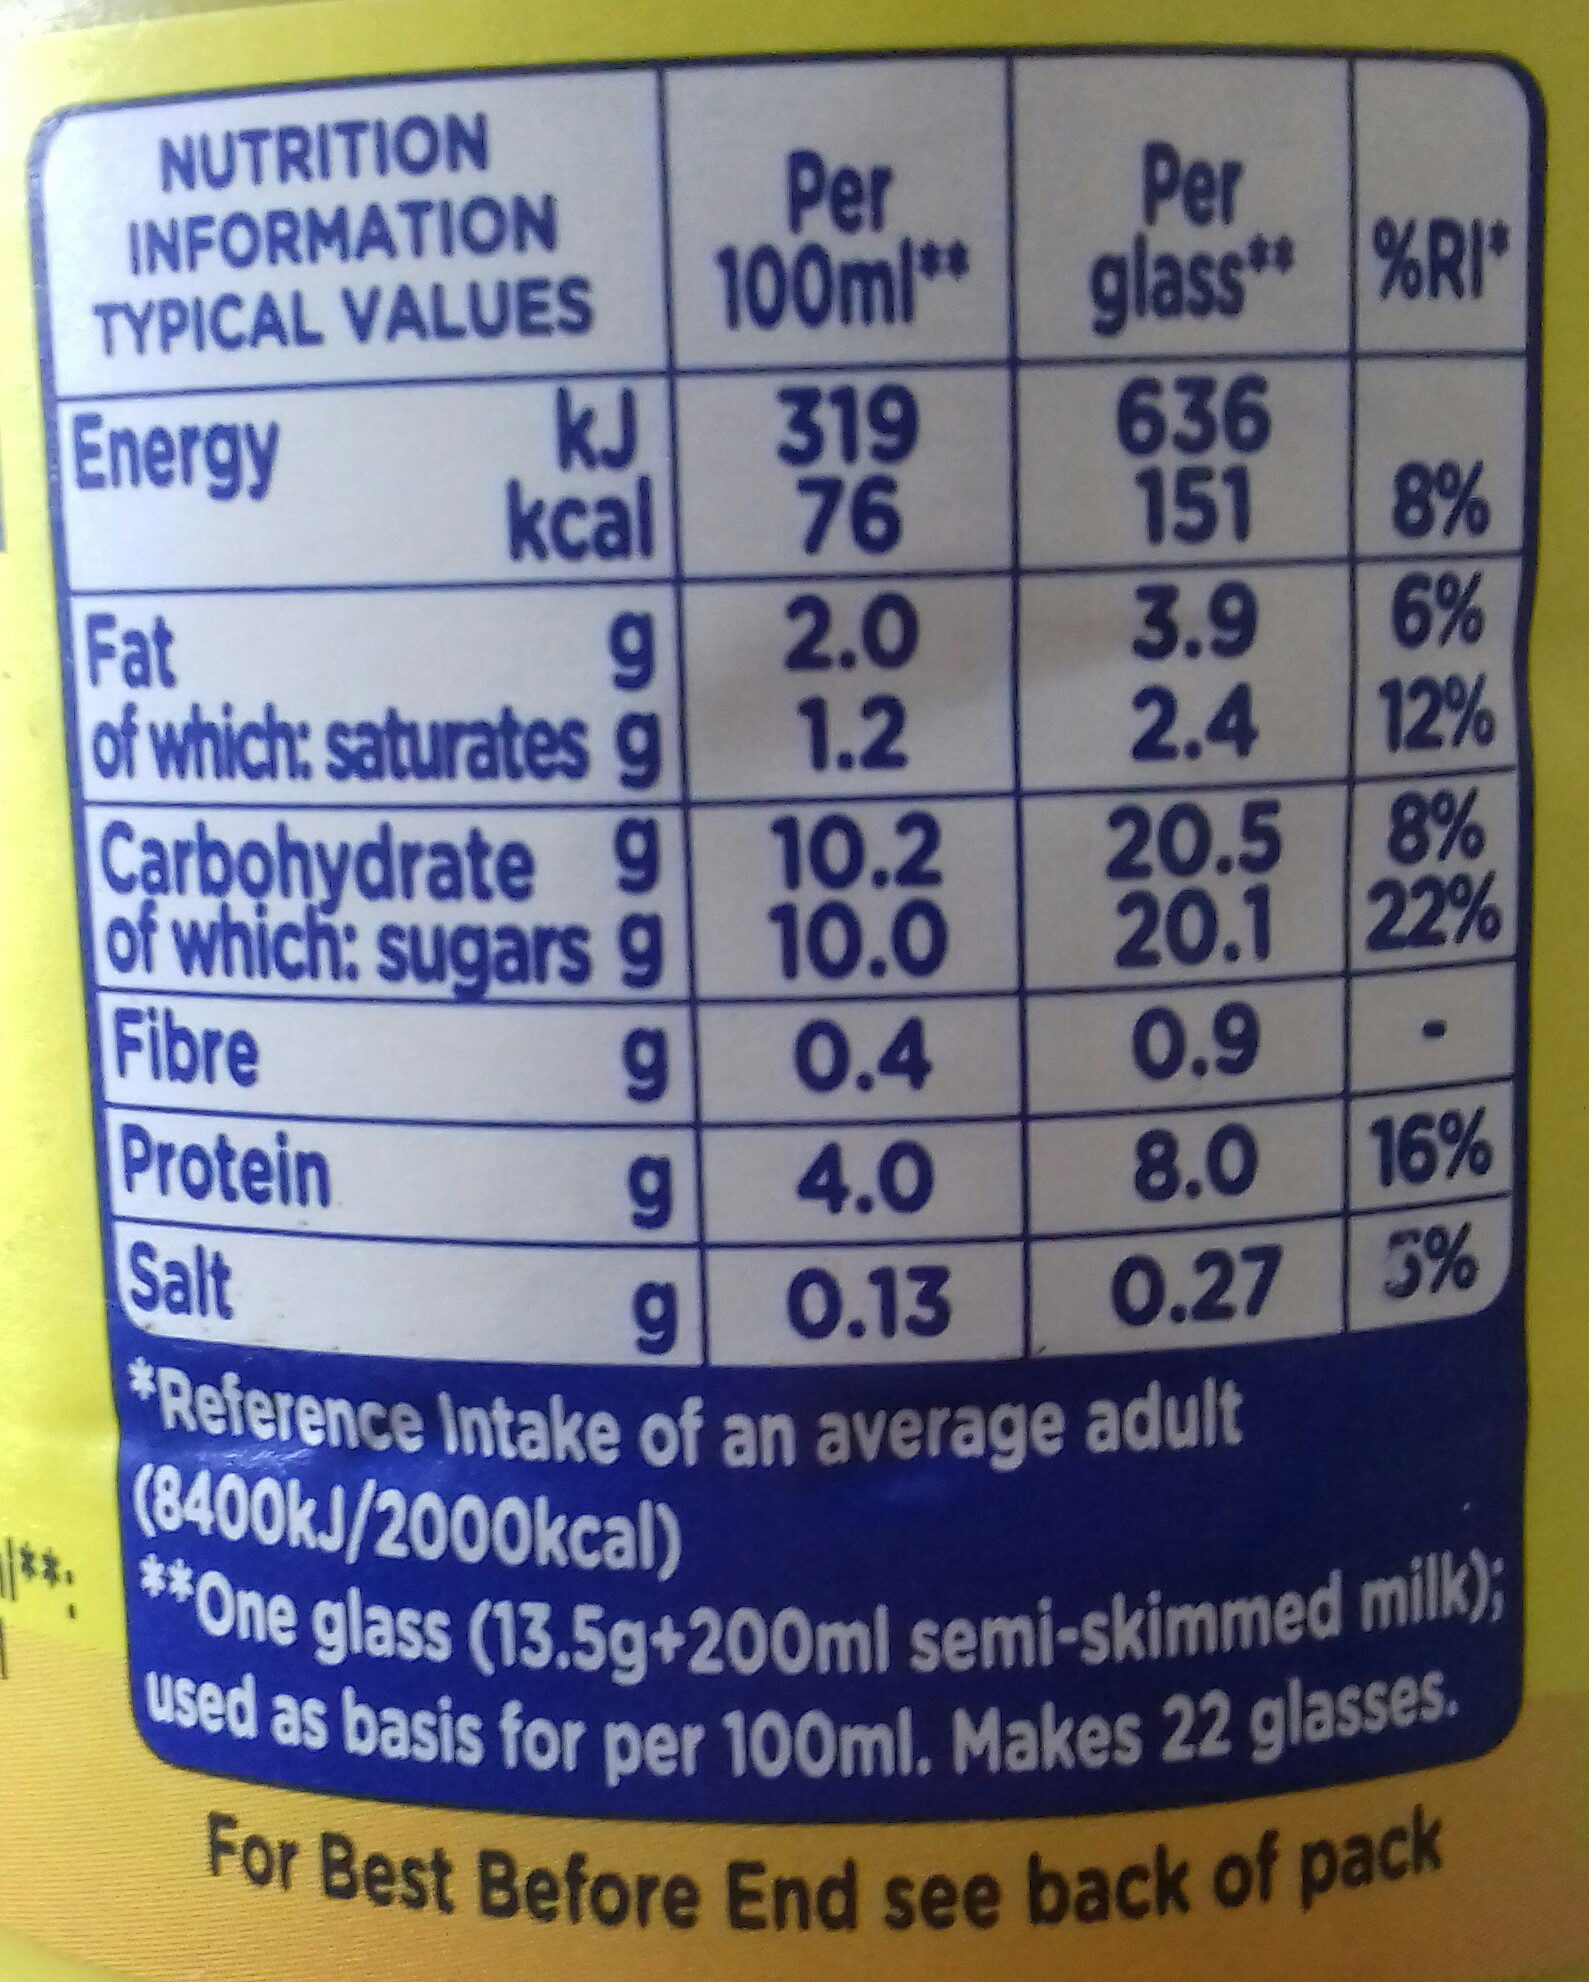 NUTRITION
INFORMATION
TYPICAL VALUES
Per
100ml**
Per
glass**
%RI*
Energy kJ 319 636
kcal 76 151 8%
Fat g 2.0 3.9 6%
of which: saturates g 1.2 2.4 12%
Carbohydrate g 10.2 20.5 8%
of which: sugars g 10.0 20.1 22%
Fibre g 0.4 0.9 -
Protein g 4.0 8.0 16%
Salt g 0.13 0.27
*Reference Intake of an average adult
(8400kJ/2000kcal)
**One glass (13.5g+200ml semi-skimmed milk);
used as basis for per 100ml. Makes 22 glasses.
For Best Before End see back of pack